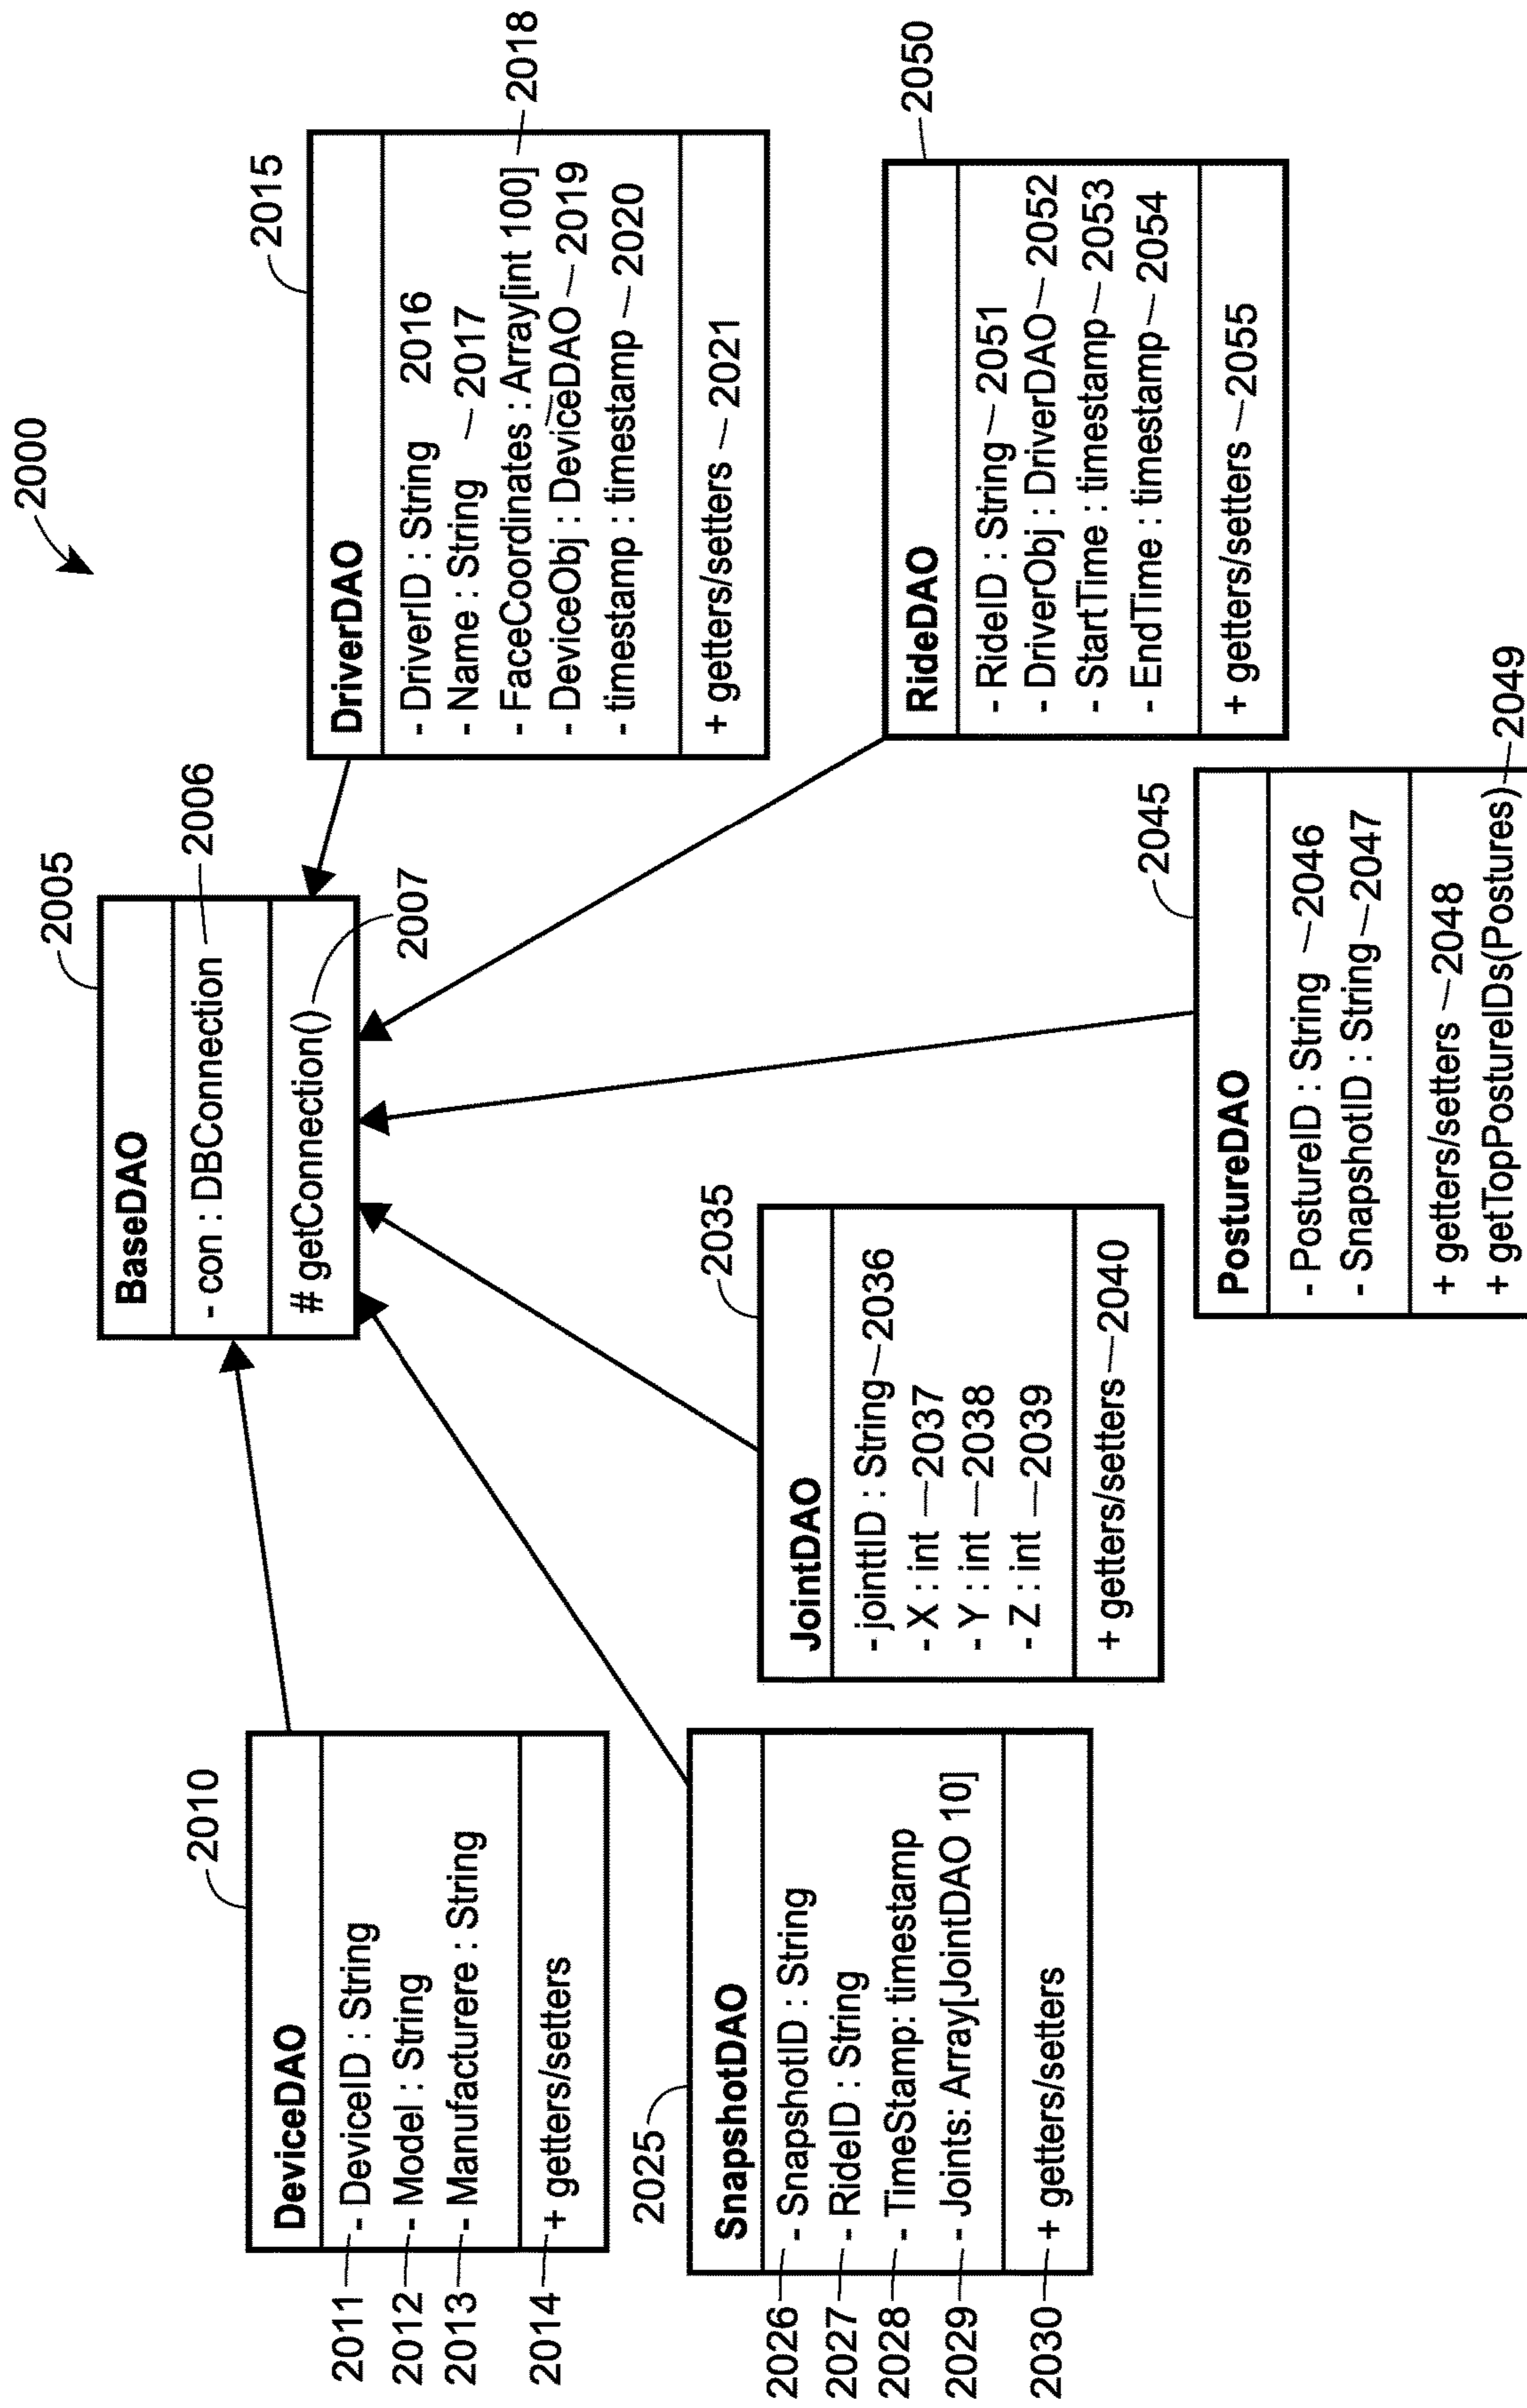 2000
2005
BaseDAO
- con : DBConnection 2006
# getConnection()
2007
2010
DeviceDAO
2011 - DeviceID : String
2012 - Model : String
2013 - Manufacturere : String
2014 + getters/setters
2015
DriverDAO
- DriverID : String 2016
- Name : String 2017
- FaceCoordinates : Array[int 100] 2018
- DeviceObj : DeviceDAO 2019
- timestamp : timestamp 2020
+ getters/setters 2021
2025
SnapshotDAO
2026 - SnapshotID : String
2027 - RideID : String
2028 - TimeStamp: timestamp
2029 - Joints: Array[JointDAO 10]
2030 + getters/setters
2035
JointDAO
- jointtID : String 2036
- X : int 2037
- Y : int 2038
- Z : int 2039
+ getters/setters 2040
2045
PostureDAO
- PostureID : String 2046
- SnapshotID : String 2047
+ getters/setters 2048
+ getTopPostureIDs(Postures) 2049
2050
RideDAO
- RideID : String 2051
- DriverObj : DriverDAO 2052
- StartTime : timestamp 2053
- EndTime : timestamp 2054
+ getters/setters 2055